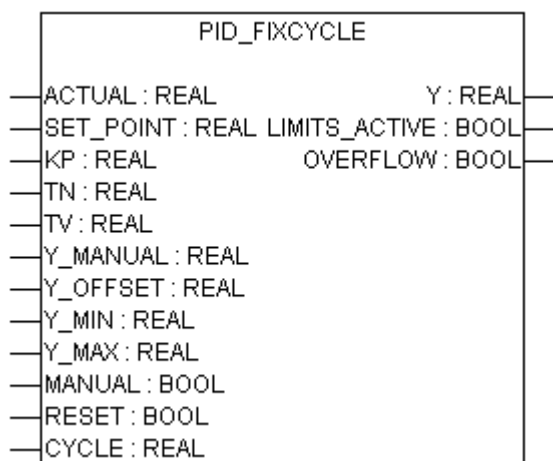 PID_FIXCYCLE
ACTUAL : REAL Y : REAL
SET_POINT : REAL LIMITS_ACTIVE : BOOL
KP : REAL OVERFLOW : BOOL
TN : REAL
TV : REAL
Y_MANUAL : REAL
Y_OFFSET : REAL
Y_MIN : REAL
Y_MAX : REAL
MANUAL : BOOL
RESET : BOOL
CYCLE : REAL